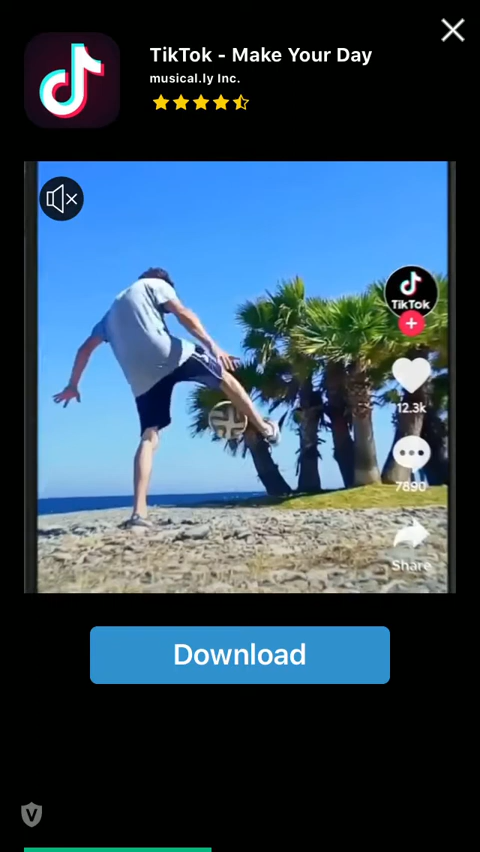 TikTok - Make Your Day
musical.ly Inc.
TikTok
12.3k
7890
Share
Download
V